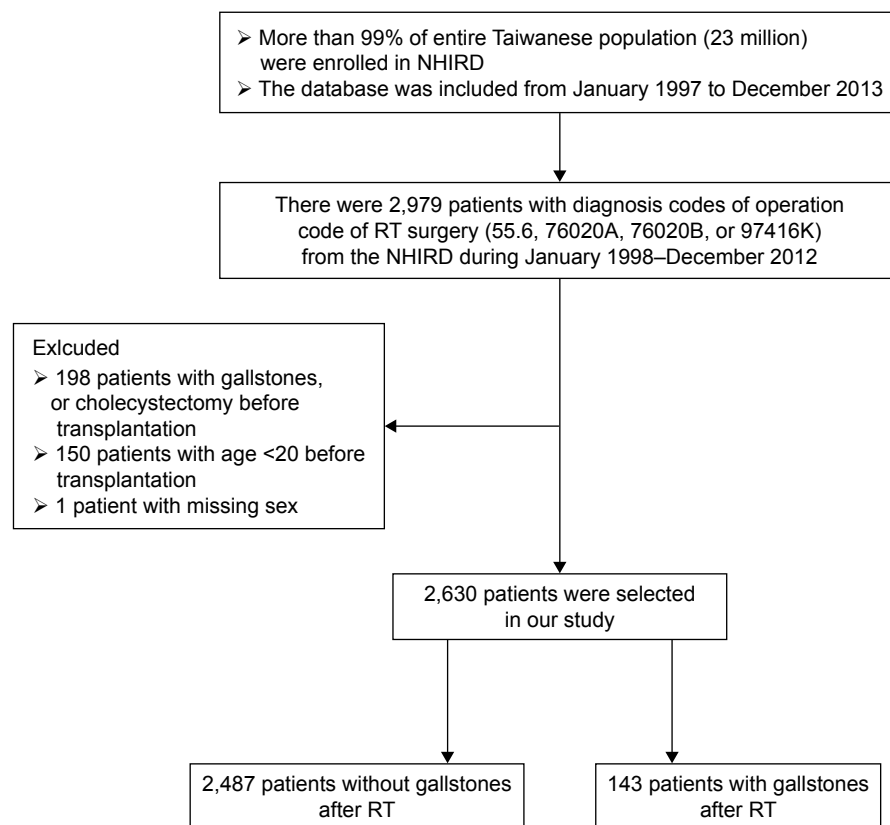 ➢ More than 99% of entire Taiwanese population (23 million)
were enrolled in NHIRD
➢ The database was included from January 1997 to December 2013
There were 2,979 patients with diagnosis codes of operation
code of RT surgery (55.6, 76020A, 76020B, or 97416K)
from the NHIRD during January 1998–December 2012
Exlcuded
➢ 198 patients with gallstones,
or cholecystectomy before
transplantation
➢ 150 patients with age <20 before
transplantation
➢ 1 patient with missing sex
2,630 patients were selected
in our study
2,487 patients without gallstones
after RT
143 patients with gallstones
after RT